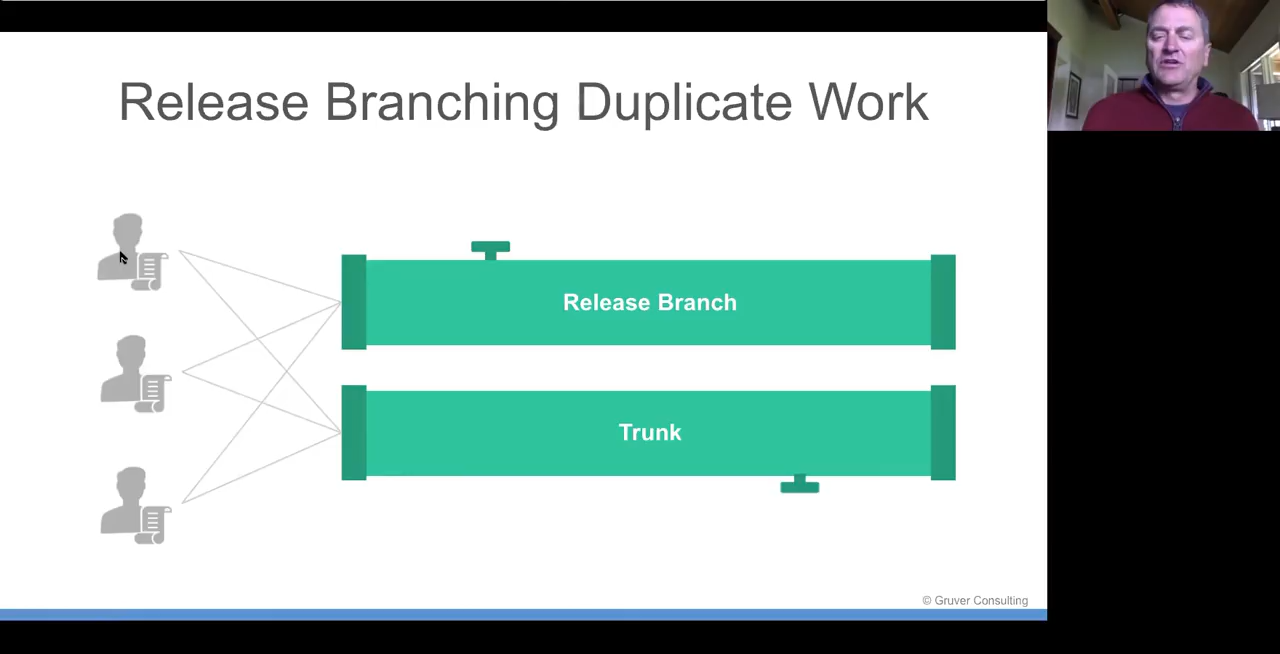 Release Branching Duplicate Work
Release Branch
Trunk
© Gruver Consulting